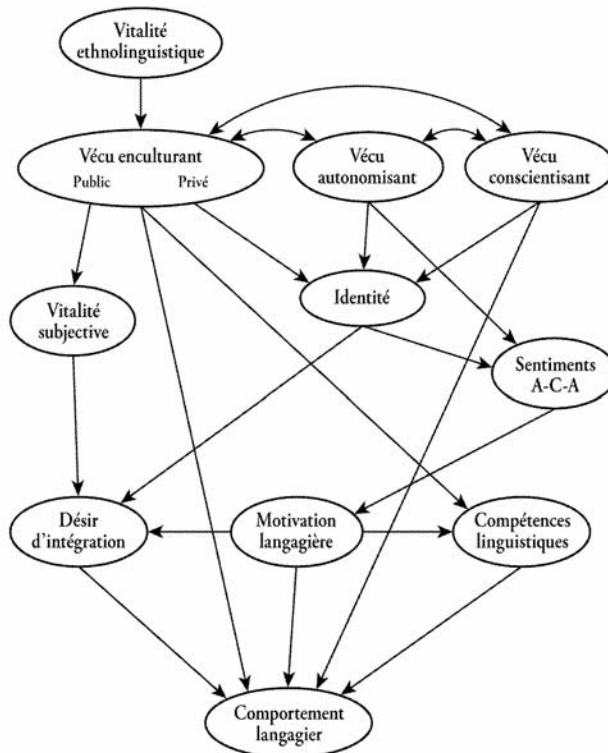 Vitalité
ethnolinguistique
Vécu enculturant
Public Privé
Vécu
autonomisant
Vécu
conscientisant
Vitalité
subjective
Identité
Sentiments
A-C-A
Désir
d'intégration
Motivation
langagière
Compétences
linguistiques
Comportement
langagier